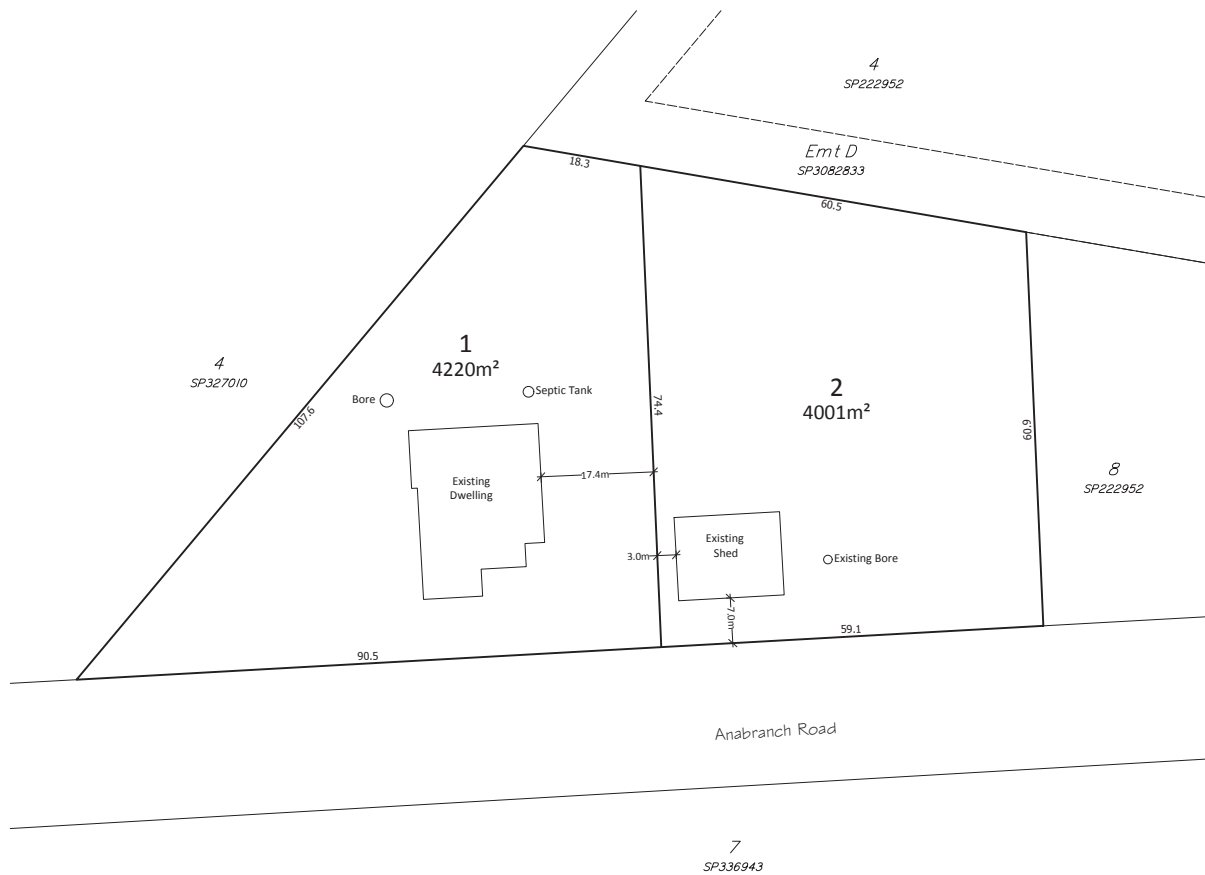 4
SP222952
Emt D
SP3082833
18.3
60.5
1
4220m²
4
SP327010
Bore
Septic Tank
107.6
74.4
2
4001m²
60.9
8
SP222952
Existing
Dwelling
17.4m
Existing
Shed
3.0m
Existing Bore
7.0m
59.1
90.5
Anabranch Road
7
SP336943